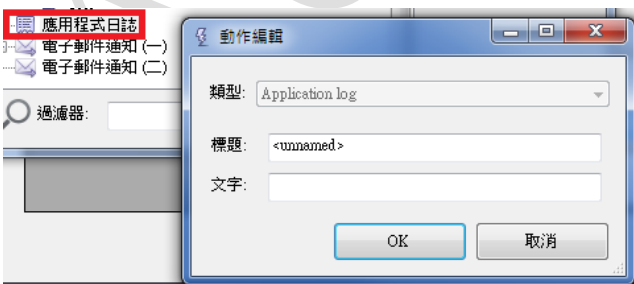 應用程式日誌
電子郵件通知 (一)
電子郵件通知 (二)
過濾器:
動作編輯
類型: Application log
標題: <unnamed>
文字:
OK 取消